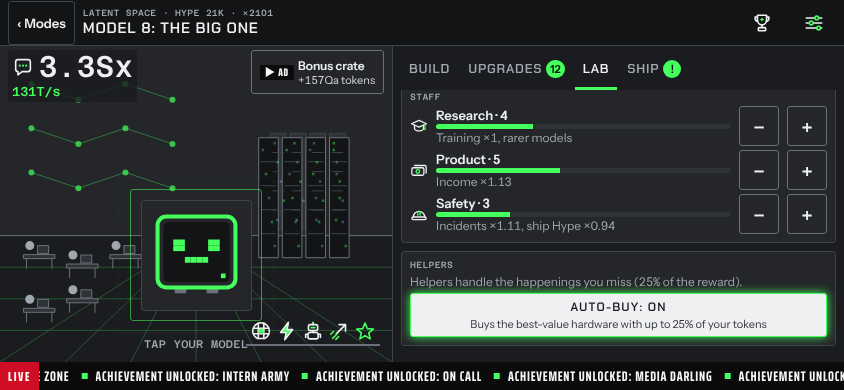 ‹ Modes
LATENT SPACE · HYPE 21K · ×2101
MODEL 8: THE BIG ONE
3.3Sx
131T/s
AD
Bonus crate
+157Qa tokens
TAP YOUR MODEL
BUILD
UPGRADES 12
LAB
SHIP !
STAFF
Research · 4
Training ×1, rarer models
− +
Product · 5
Income ×1.13
− +
Safety · 3
Incidents ×1.11, ship Hype ×0.94
− +
HELPERS
Helpers handle the happenings you miss (25% of the reward).
AUTO-BUY: ON
Buys the best-value hardware with up to 25% of your tokens
LIVE ZONE ■ ACHIEVEMENT UNLOCKED: INTERN ARMY ■ ACHIEVEMENT UNLOCKED: ON CALL ■ ACHIEVEMENT UNLOCKED: MEDIA DARLING ■ ACHIEVEMENT